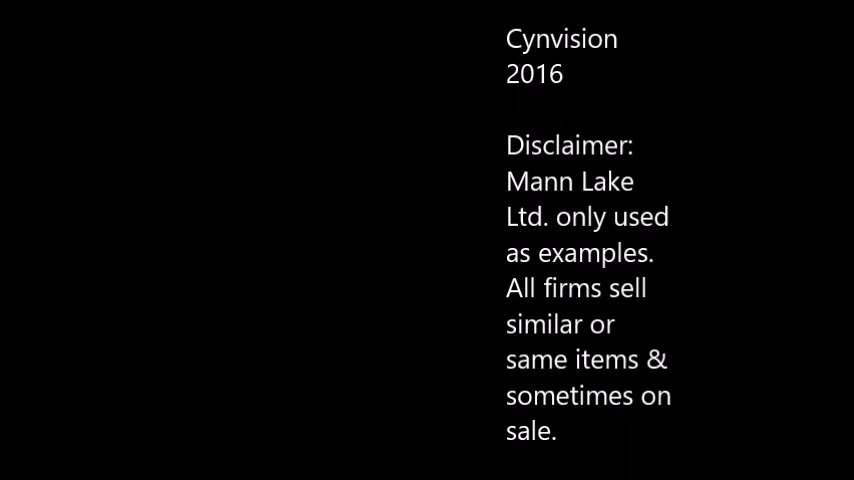 Cynvision
2016
Disclaimer:
Mann Lake
Ltd. only used
as examples.
All firms sell
similar or
same items &
sometimes on
sale.